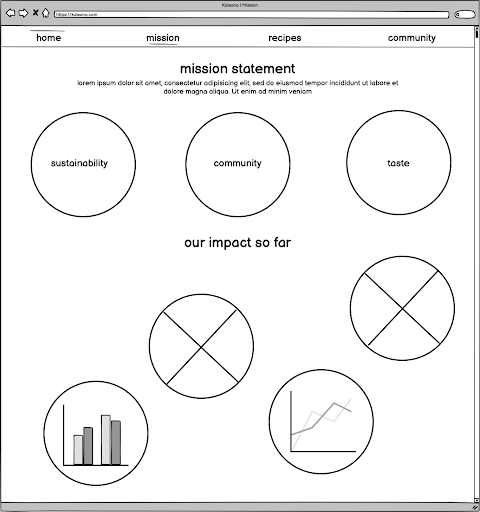 Kuleana | Mission
https://kuleana.com
home mission recipes community
mission statement
lorem ipsum dolor sit amet, consectetur adipisicing elit, sed do eiusmod tempor incididunt ut labore et
dolore magna aliqua. Ut enim ad minim veniam
sustainability community taste
our impact so far